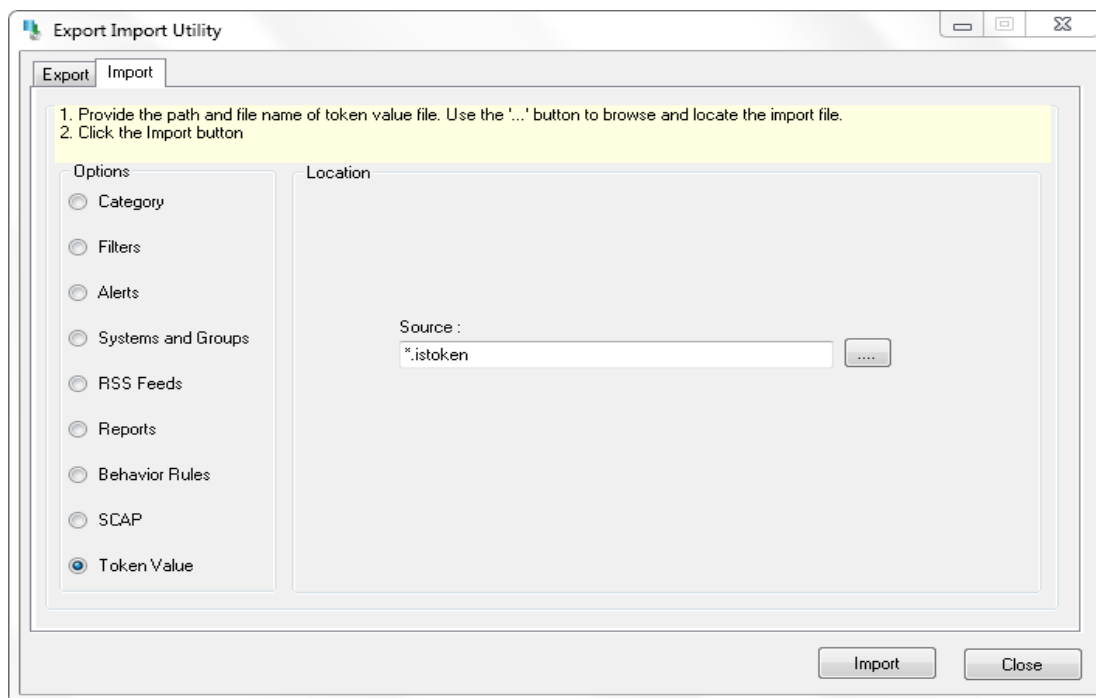 Export Import Utility
Export
Import
1. Provide the path and file name of token value file. Use the '...' button to browse and locate the import file.
2. Click the Import button
Options
Category
Filters
Alerts
Systems and Groups
RSS Feeds
Reports
Behavior Rules
SCAP
Token Value
Location
Source :
*.istoken
....
Import
Close